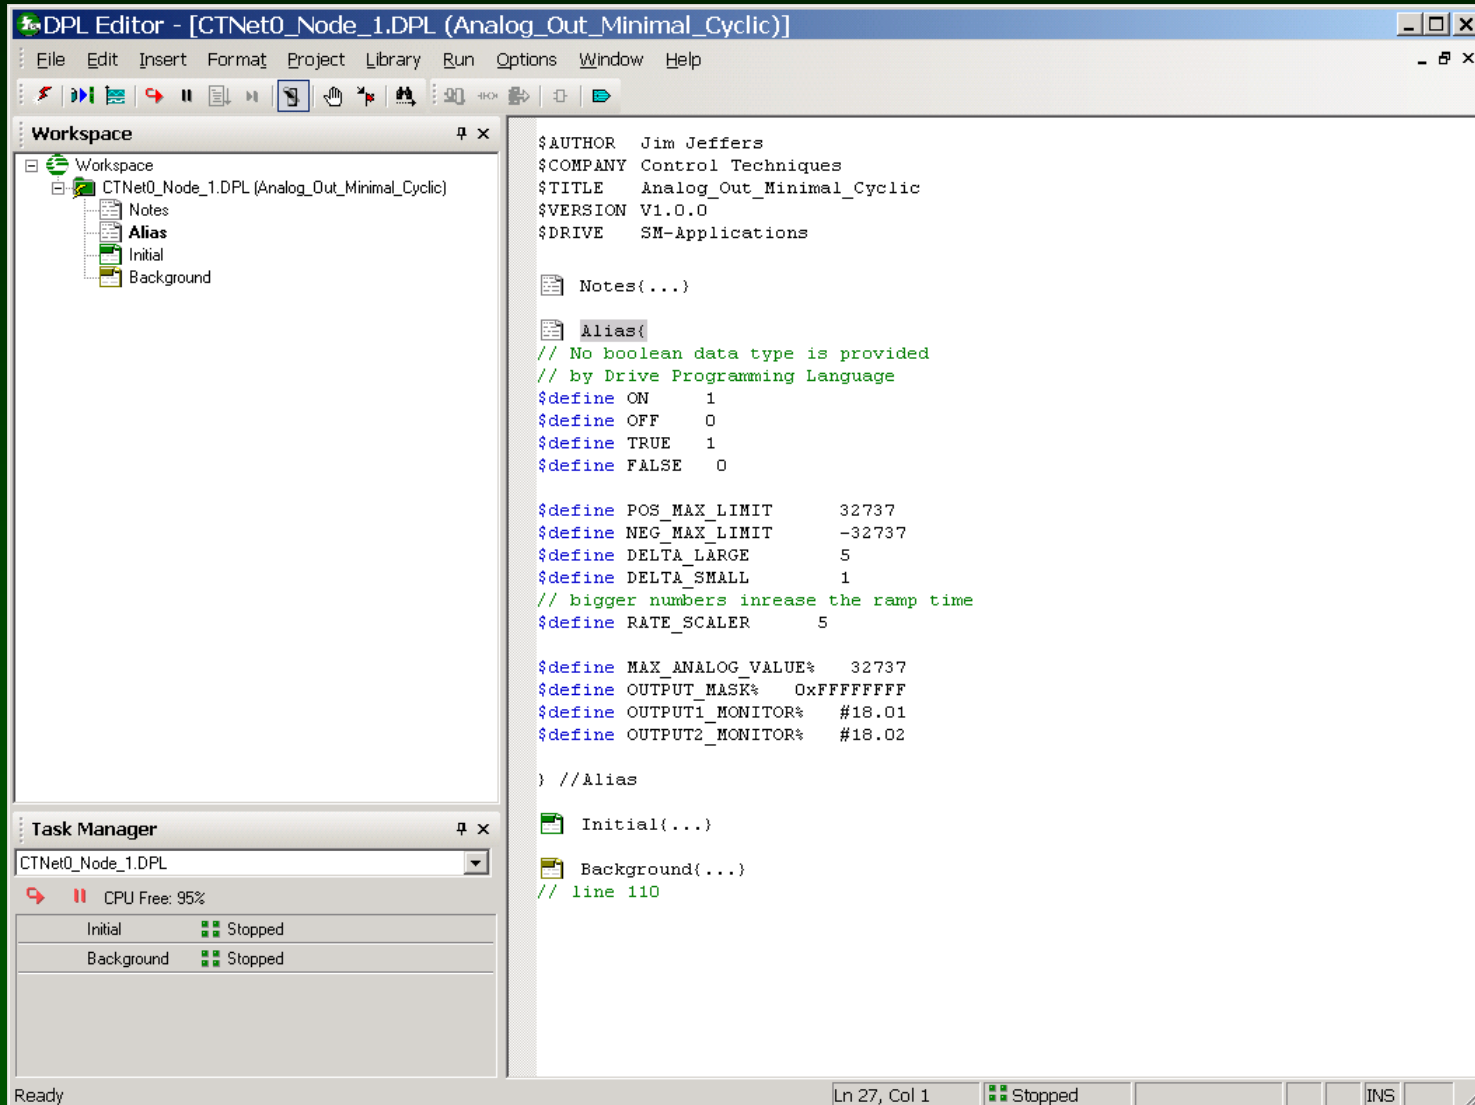 DPL Editor - [CTNet0_Node_1.DPL (Analog_Out_Minimal_Cyclic)]
File Edit Insert Format Project Library Run Options Window Help
Workspace
Workspace
CTNet0_Node_1.DPL (Analog_Out_Minimal_Cyclic)
Notes
Alias
Initial
Background
Task Manager
CTNet0_Node_1.DPL
CPU Free: 95%
Initial Stopped
Background Stopped
$AUTHOR Jim Jeffers
$COMPANY Control Techniques
$TITLE Analog_Out_Minimal_Cyclic
$VERSION V1.0.0
$DRIVE SM-Applications
Notes{...}
Alias{
// No boolean data type is provided
// by Drive Programming Language
$define ON 1
$define OFF 0
$define TRUE 1
$define FALSE 0
$define POS_MAX_LIMIT 32737
$define NEG_MAX_LIMIT -32737
$define DELTA_LARGE 5
$define DELTA_SMALL 1
// bigger numbers inrease the ramp time
$define RATE_SCALER 5
$define MAX_ANALOG_VALUE% 32737
$define OUTPUT_MASK% 0xFFFFFFFF
$define OUTPUT1_MONITOR% #18.01
$define OUTPUT2_MONITOR% #18.02
} //Alias
Initial{...}
Background{...}
// line 110
Ready Ln 27, Col 1 Stopped INS